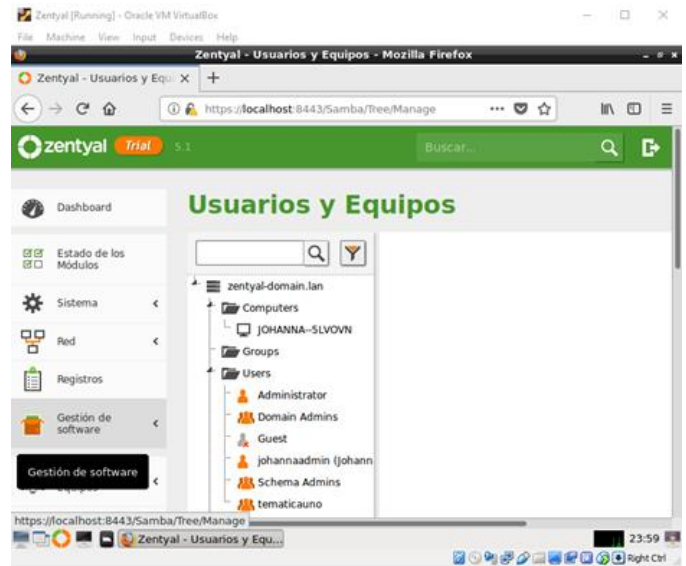 Zentyal [Running] - Oracle VM VirtualBox
File Machine View Input Devices Help
Zentyal - Usuarios y Equipos - Mozilla Firefox
Zentyal - Usuarios y Equ
https://localhost:8443/Samba/Tree/Manage
zentyal Trial 5.1
Buscar...
Usuarios y Equipos
Dashboard
Estado de los
Módulos
Sistema
Red
Registros
Gestión de
software
Gestión de software
zentyal-domain.lan
Computers
JOHANNA--5LVOVN
Groups
Users
Administrator
Domain Admins
Guest
johannaadmin (Johann
Schema Admins
tematicauno
https://localhost:8443/Samba/Tree/Manage
Zentyal - Usuarios y Equ...
23:59
Right Ctrl